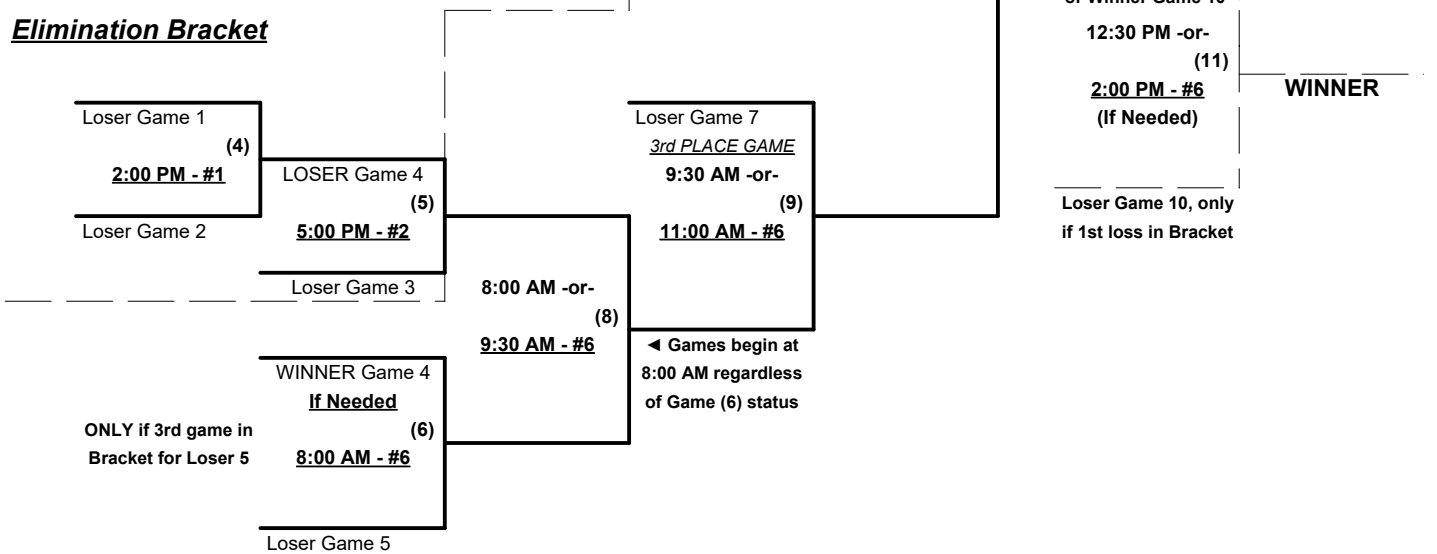 Elimination Bracket
12:30 PM -or-
(11)
2:00 PM - #6
(If Needed)
WINNER
Loser Game 10, only
if 1st loss in Bracket
Loser Game 1
(4)
2:00 PM - #1
Loser Game 2
LOSER Game 4
(5)
5:00 PM - #2
Loser Game 3
Loser Game 7
3rd PLACE GAME
9:30 AM -or-
(9)
11:00 AM - #6
8:00 AM -or-
(8)
9:30 AM - #6
◄ Games begin at
8:00 AM regardless
of Game (6) status
WINNER Game 4
If Needed
(6)
8:00 AM - #6
ONLY if 3rd game in
Bracket for Loser 5
Loser Game 5